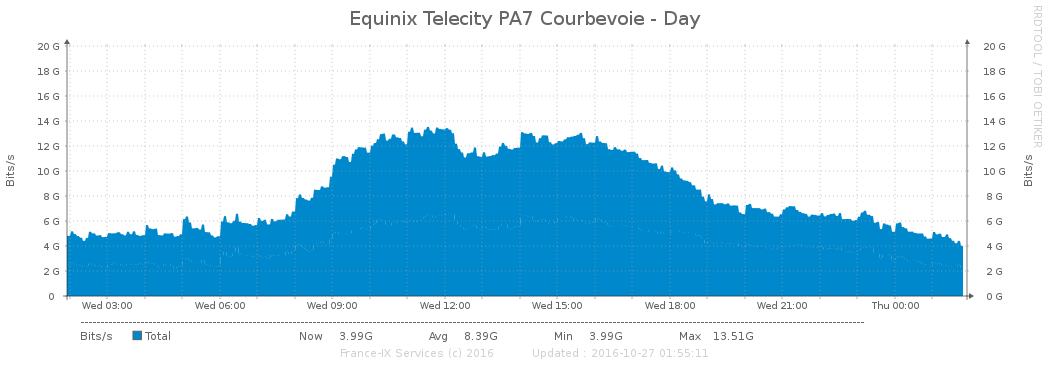 Equinix Telecity PA7 Courbevoie - Day
RRDTOOL / TOBI OETIKER
20 G 20 G
18 G 18 G
16 G 16 G
14 G 14 G
12 G 12 G
10 G 10 G
8 G 8 G
6 G 6 G
4 G 4 G
2 G 2 G
0 0 G
Bits/s Bits/s
Wed 03:00 Wed 06:00 Wed 09:00 Wed 12:00 Wed 15:00 Wed 18:00 Wed 21:00 Thu 00:00
Bits/s Total Now 3.99G Avg 8.39G Min 3.99G Max 13.51G
France-IX Services (c) 2016 Updated : 2016-10-27 01:55:11